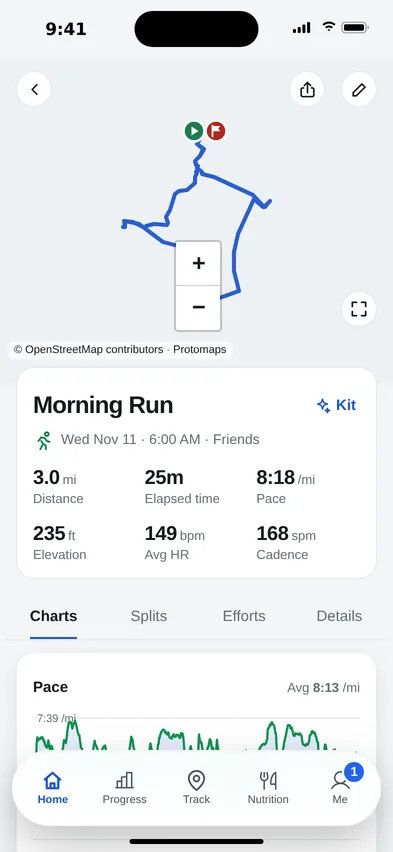 9:41
+
−
© OpenStreetMap contributors · Protomaps
Morning Run
Kit
Wed Nov 11 · 6:00 AM · Friends
3.0 mi 25m 8:18 /mi
Distance Elapsed time Pace
235 ft 149 bpm 168 spm
Elevation Avg HR Cadence
Charts Splits Efforts Details
Pace Avg 8:13 /mi
7:39 /mi
1
Home Progress Track Nutrition Me